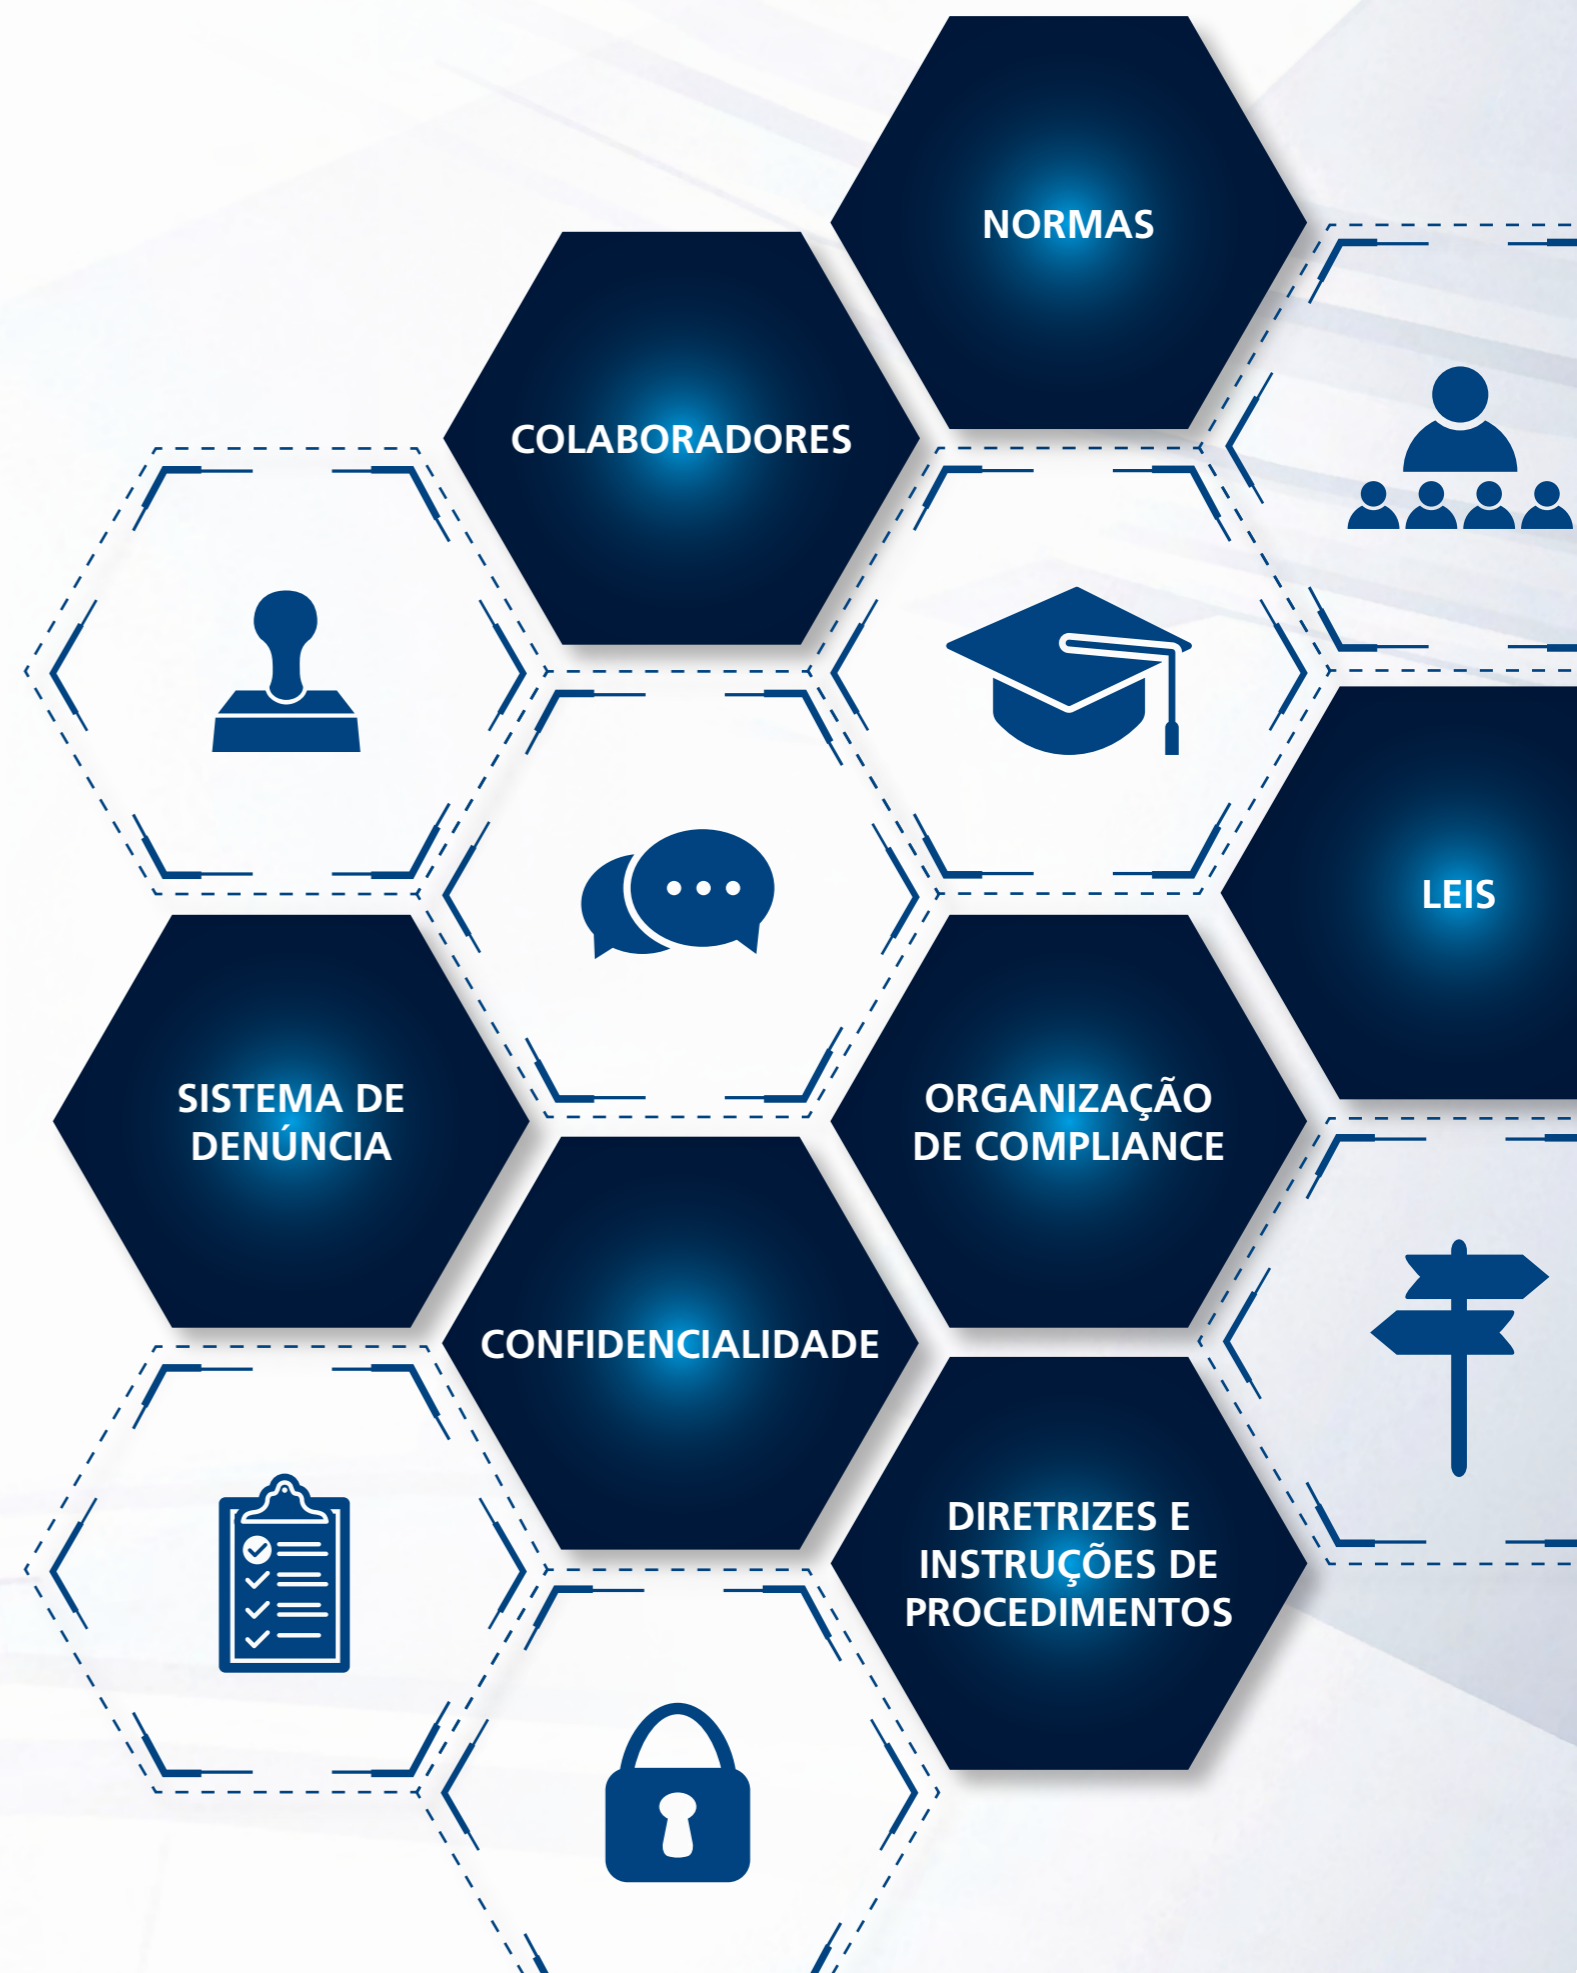 NORMAS
COLABORADORES
LEIS
SISTEMA DE
DENÚNCIA
ORGANIZAÇÃO
DE COMPLIANCE
CONFIDENCIALIDADE
DIRETRIZES E
INSTRUÇÕES DE
PROCEDIMENTOS